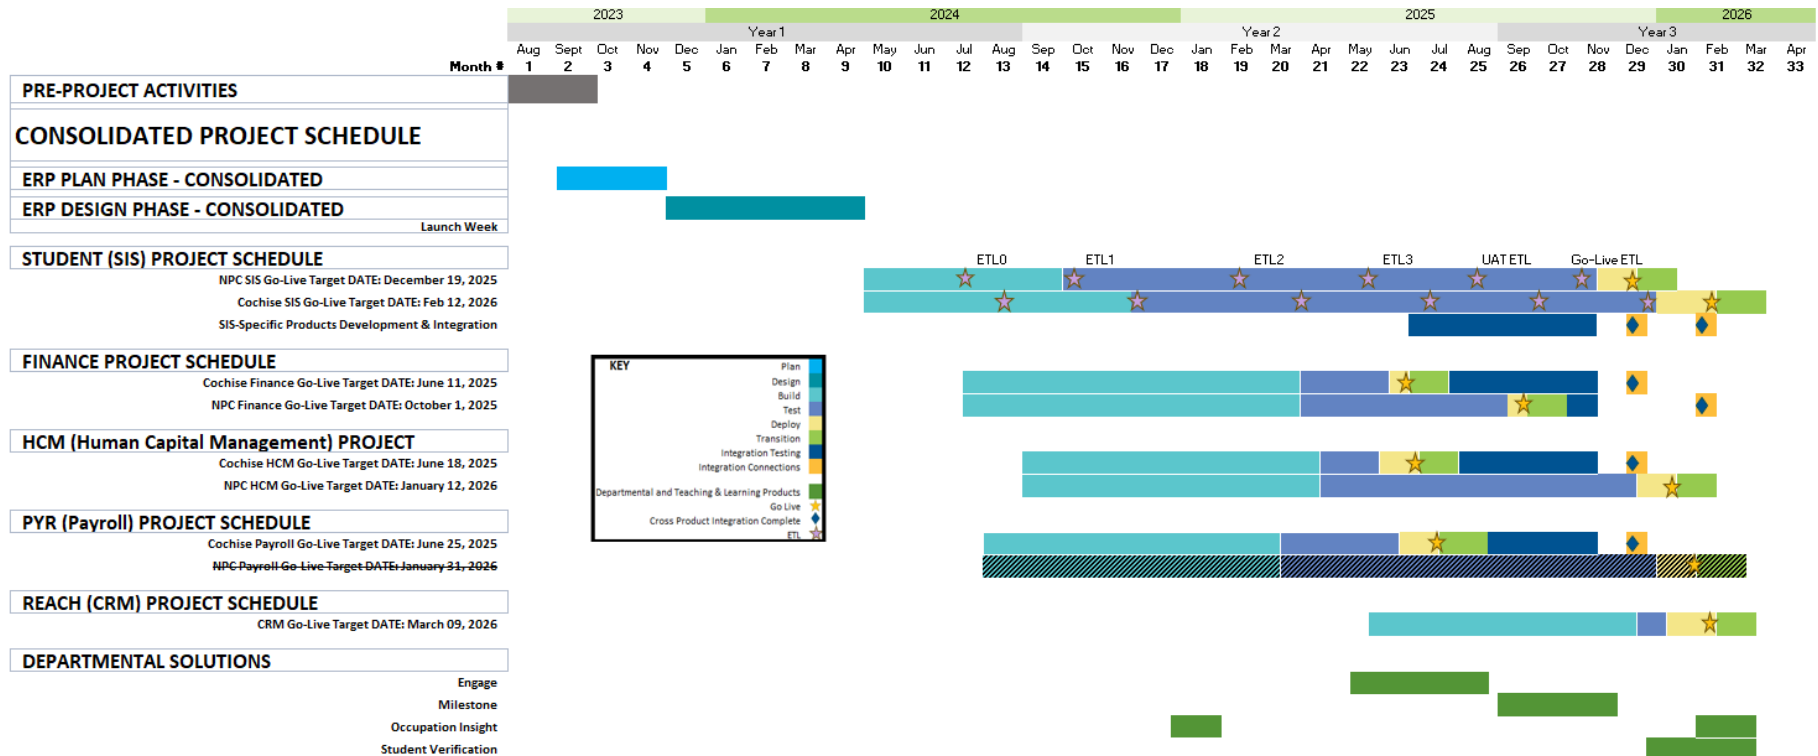 2023 2024 2025 2026
Year 1 Year 2 Year 3
Aug Sept Oct Nov Dec Jan Feb Mar Apr May Jun Jul Aug Sep Oct Nov Dec Jan Feb Mar Apr May Jun Jul Aug Sep Oct Nov Dec Jan Feb Mar Apr
Month # 1 2 3 4 5 6 7 8 9 10 11 12 13 14 15 16 17 18 19 20 21 22 23 24 25 26 27 28 29 30 31 32 33
PRE-PROJECT ACTIVITIES
CONSOLIDATED PROJECT SCHEDULE
ERP PLAN PHASE - CONSOLIDATED
ERP DESIGN PHASE - CONSOLIDATED
Launch Week
STUDENT (SIS) PROJECT SCHEDULE
ETL0 ETL1 ETL2 ETL3 UAT ETL Go-Live ETL
NPC SIS Go-Live Target DATE: December 19, 2025
Cochise SIS Go-Live Target DATE: Feb 12, 2026
SIS-Specific Products Development & Integration
FINANCE PROJECT SCHEDULE
Cochise Finance Go-Live Target DATE: June 11, 2025
NPC Finance Go-Live Target DATE: October 1, 2025
HCM (Human Capital Management) PROJECT
Cochise HCM Go-Live Target DATE: June 18, 2025
NPC HCM Go-Live Target DATE: January 12, 2026
PYR (Payroll) PROJECT SCHEDULE
Cochise Payroll Go-Live Target DATE: June 25, 2025
NPC Payroll Go-Live Target DATE: January 31, 2026
REACH (CRM) PROJECT SCHEDULE
CRM Go-Live Target DATE: March 09, 2026
DEPARTMENTAL SOLUTIONS
Engage
Milestone
Occupation Insight
Student Verification
KEY
Plan
Design
Build
Test
Deploy
Transition
Integration Testing
Integration Connections
Departmental and Teaching & Learning Products
Go Live
Cross Product Integration Complete
ETL